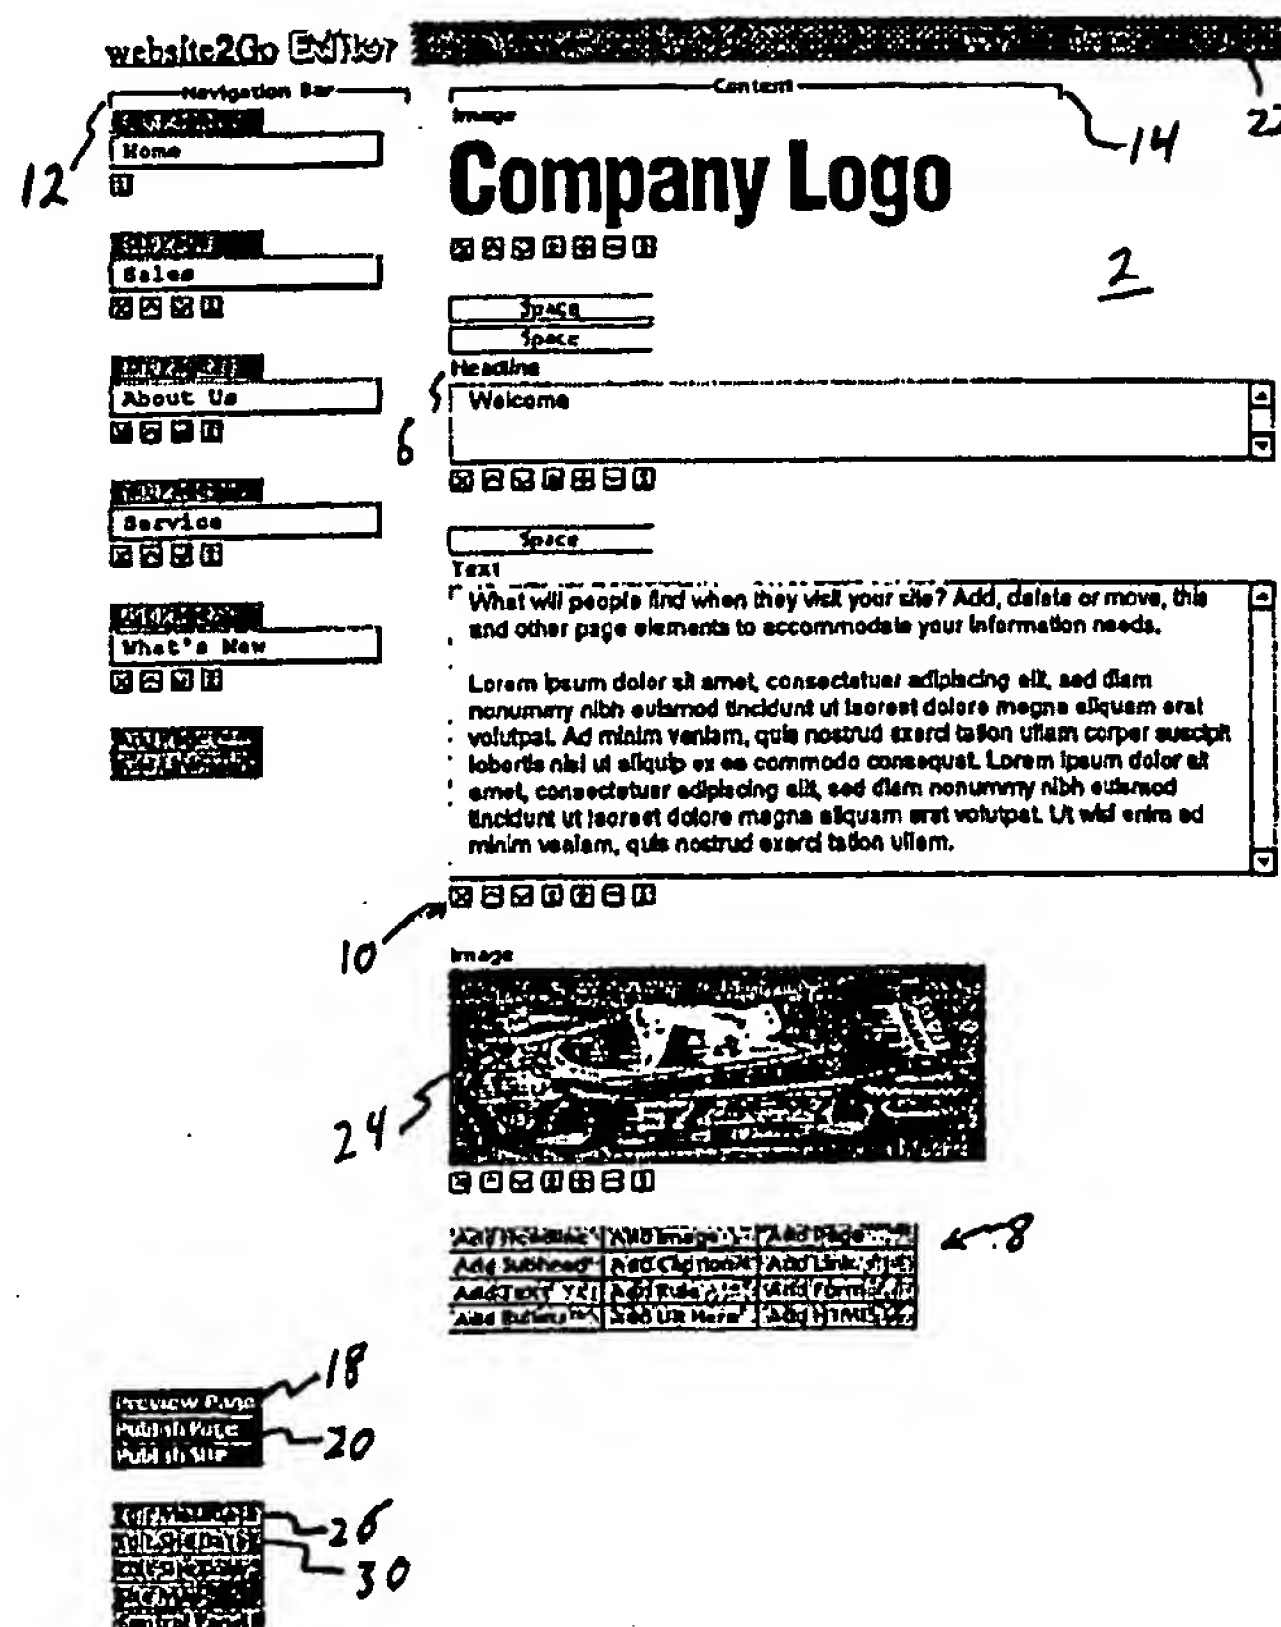 website2Go Editor
Navigation Bar
Content
22
12
14
Home
Image
Company Logo
2
Sales
Space
Space
Headline
6
Welcome
About Us
Service
Space
Text
What will people find when they visit your site? Add, delete or move, this
and other page elements to accommodate your information needs.
What's New
Lorem ipsum dolor sit amet, consectetuer adipiscing elit, sed diam
nonummy nibh euismod tincidunt ut laoreet dolore magna aliquam erat
volutpat. Ad minim veniam, quis nostrud exerci tation ullam corper suscipit
lobortis nisl ut aliquip ex ea commodo consequat. Lorem ipsum dolor sit
amet, consectetuer adipiscing elit, sed diam nonummy nibh euismod
tincidunt ut laoreet dolore magna aliquam erat volutpat. Ut wisi enim ad
minim veniam, quis nostrud exerci tation ullam.
10
Image
24
Add Headline Add Image Add Page
8
Add Subhead Add Caption Add Link
Add Text Add Rule Add Form
Add Bullets Add UR Here Add HTML
18
Preview Page
Publish Page
20
Publish Site
26
30
Control Panel